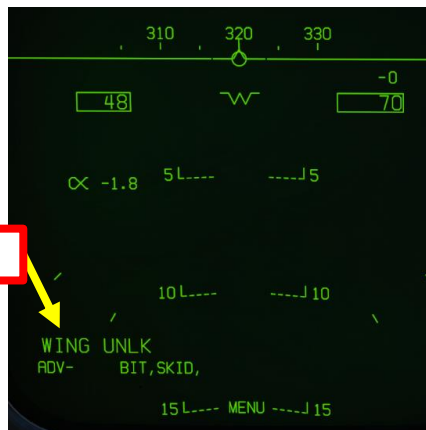 310 320 330
-0
48 70
5 5
α -1.8
10 10
WING UNLK
ADV- BIT,SKID,
15 MENU 15